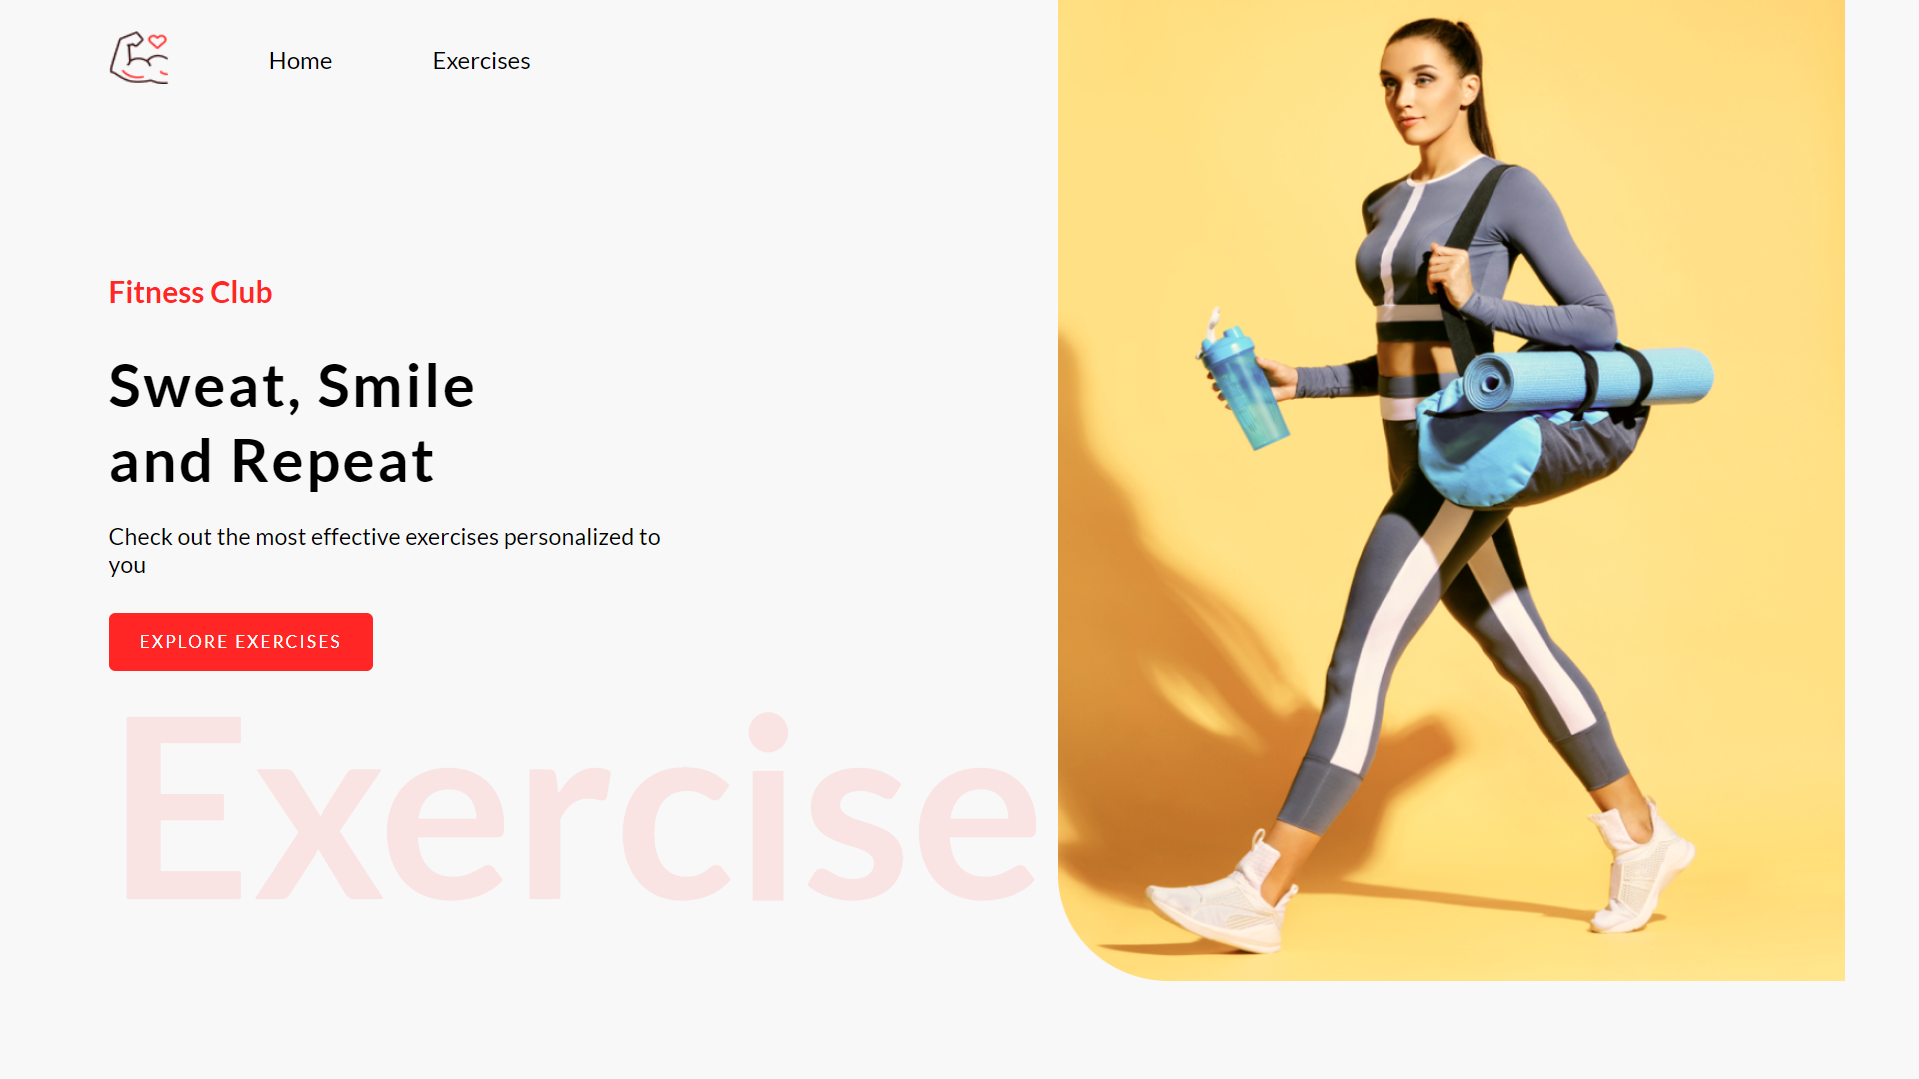 Home
Exercises
Fitness Club
Sweat, Smile
and Repeat
Check out the most effective exercises personalized to
you
EXPLORE EXERCISES
Exercise